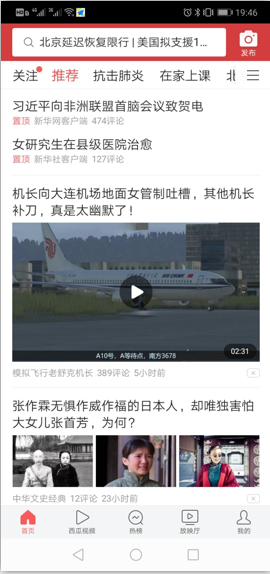 19:46
北京延迟恢复限行 | 美国拟支援1...
发布
关注 推荐 抗击肺炎 在家上课
习近平向非洲联盟首脑会议致贺电
置顶 新华网客户端 474评论
女研究生在县级医院治愈
置顶 新华社客户端 127评论
机长向大连机场地面女管制吐槽，其他机长
补刀，真是太幽默了！
AIR CHINA
A10号，A等待点，南方3678
02:31
模拟飞行老舒克机长 389评论 5小时前
张作霖无惧作威作福的日本人，却唯独害怕
大女儿张首芳，为何？
中华文史经典 12评论 23小时前
首页 西瓜视频 热榜 放映厅 我的